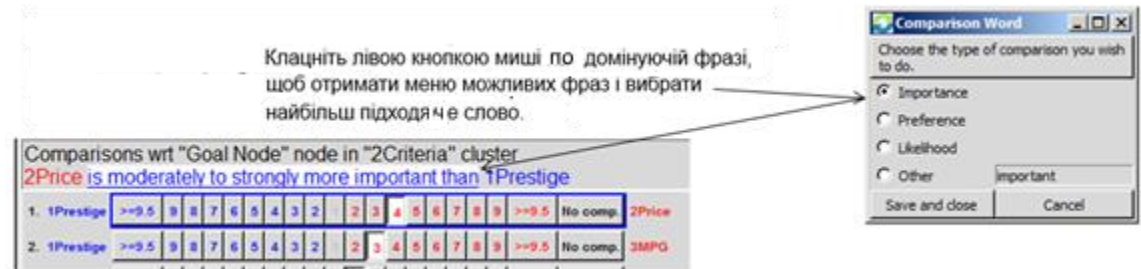 Клацніть лівою кнопкою миші по домінуючій фразі,
щоб отримати меню можливих фраз і вибрати
найбільш підходяче слово.
Comparison Word
Choose the type of comparison you wish
to do.
Importance
Preference
Likelihood
Other important
Save and close Cancel
Comparisons wrt "Goal Node" node in "2Criteria" cluster
2Price is moderately to strongly more important than 1Prestige
1. 1Prestige >=9.5 9 8 7 6 5 4 3 2 2 3 4 5 6 7 8 9 >=9.5 No comp. 2Price
2. 1Prestige >=9.5 9 8 7 6 5 4 3 2 2 3 4 5 6 7 8 9 >=9.5 No comp. 3MPG